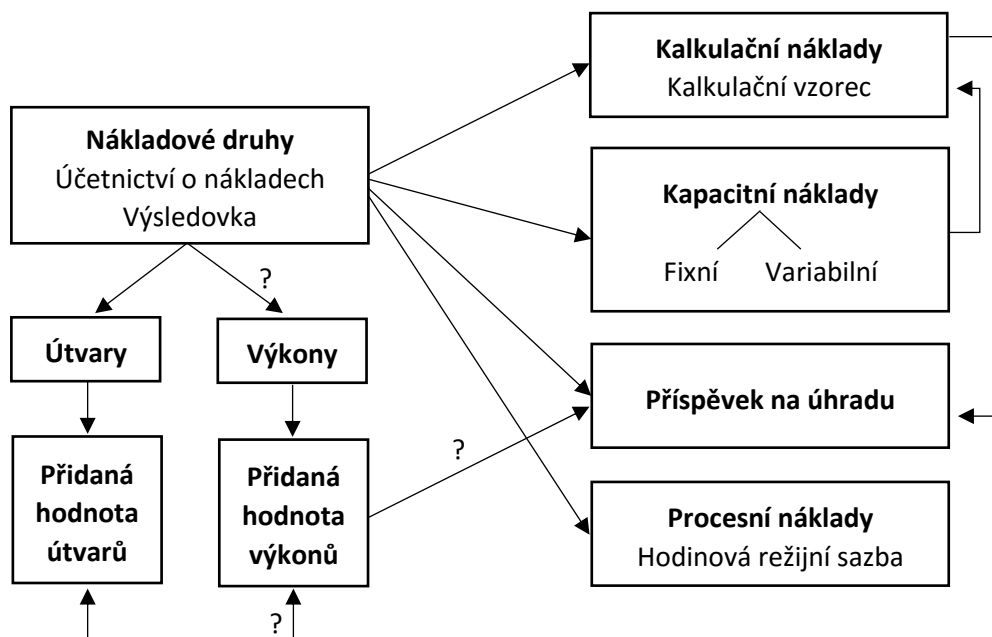 Kalkulační náklady
Kalkulační vzorec
Nákladové druhy
Účetnictví o nákladech
Výsledovka
Kapacitní náklady
Fixní Variabilní
?
Útvary
Výkony
Příspěvek na úhradu
?
Přidaná
hodnota
útvarů
Přidaná
hodnota
výkonů
Procesní náklady
Hodinová režijní sazba
?